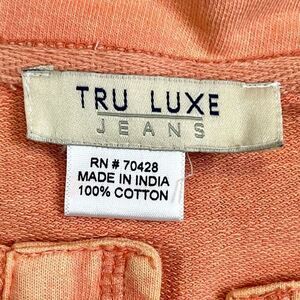 TRU LUXE
JEANS
RN # 70428
MADE IN INDIA
100% COTTON